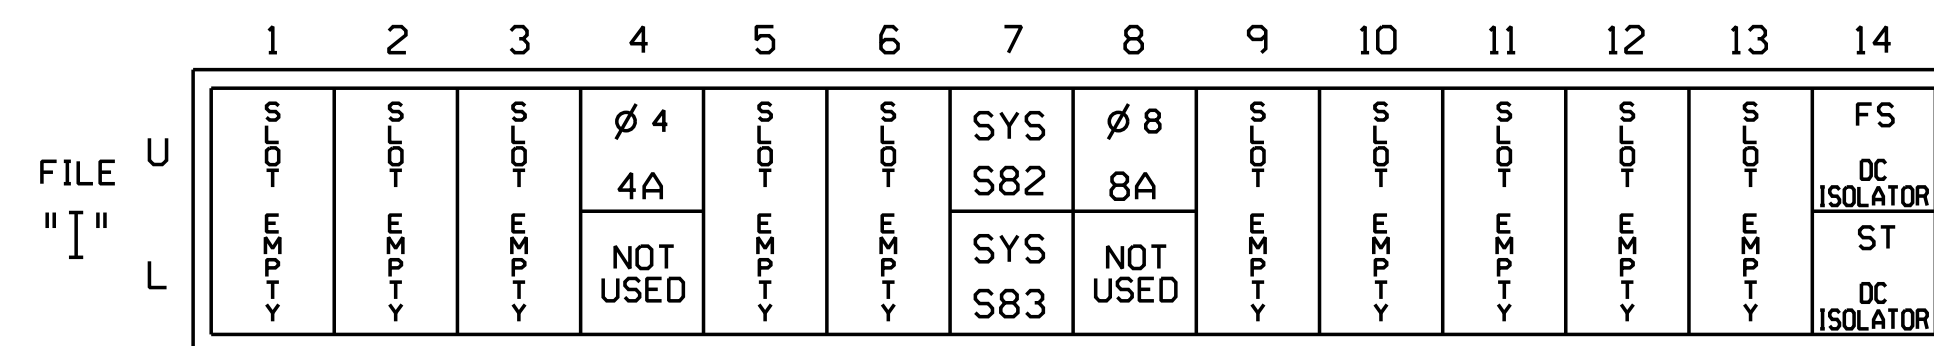 1 2 3 4 5 6 7 8 9 10 11 12 13 14
FILE "I"
U
L
SLOT EMPTY
SLOT EMPTY
SLOT EMPTY
Ø 4
4A
NOT
USED
SLOT EMPTY
SLOT EMPTY
SYS
S82
SYS
S83
Ø 8
8A
NOT
USED
SLOT EMPTY
SLOT EMPTY
SLOT EMPTY
SLOT EMPTY
SLOT EMPTY
FS
DC
ISOLATOR
ST
DC
ISOLATOR